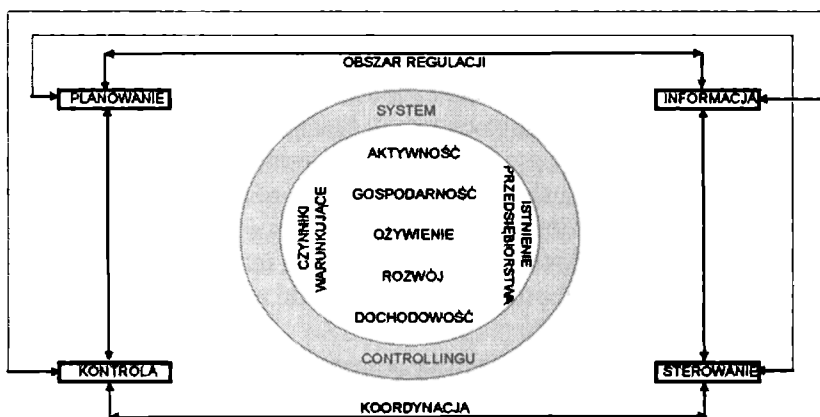 OBSZAR REGULACJI
PLANOWANIE
INFORMACJA
SYSTEM
AKTYWNOŚĆ
GOSPODARNOŚĆ
OŻYWIENIE
ROZWÓJ
DOCHODOWOŚĆ
CZYNNIKI
WARUNKUJĄCE
ISTNIENIE
PRZEDSIĘBIORSTWA
CONTROLLINGU
KONTROLA
STEROWANIE
KOORDYNACJA